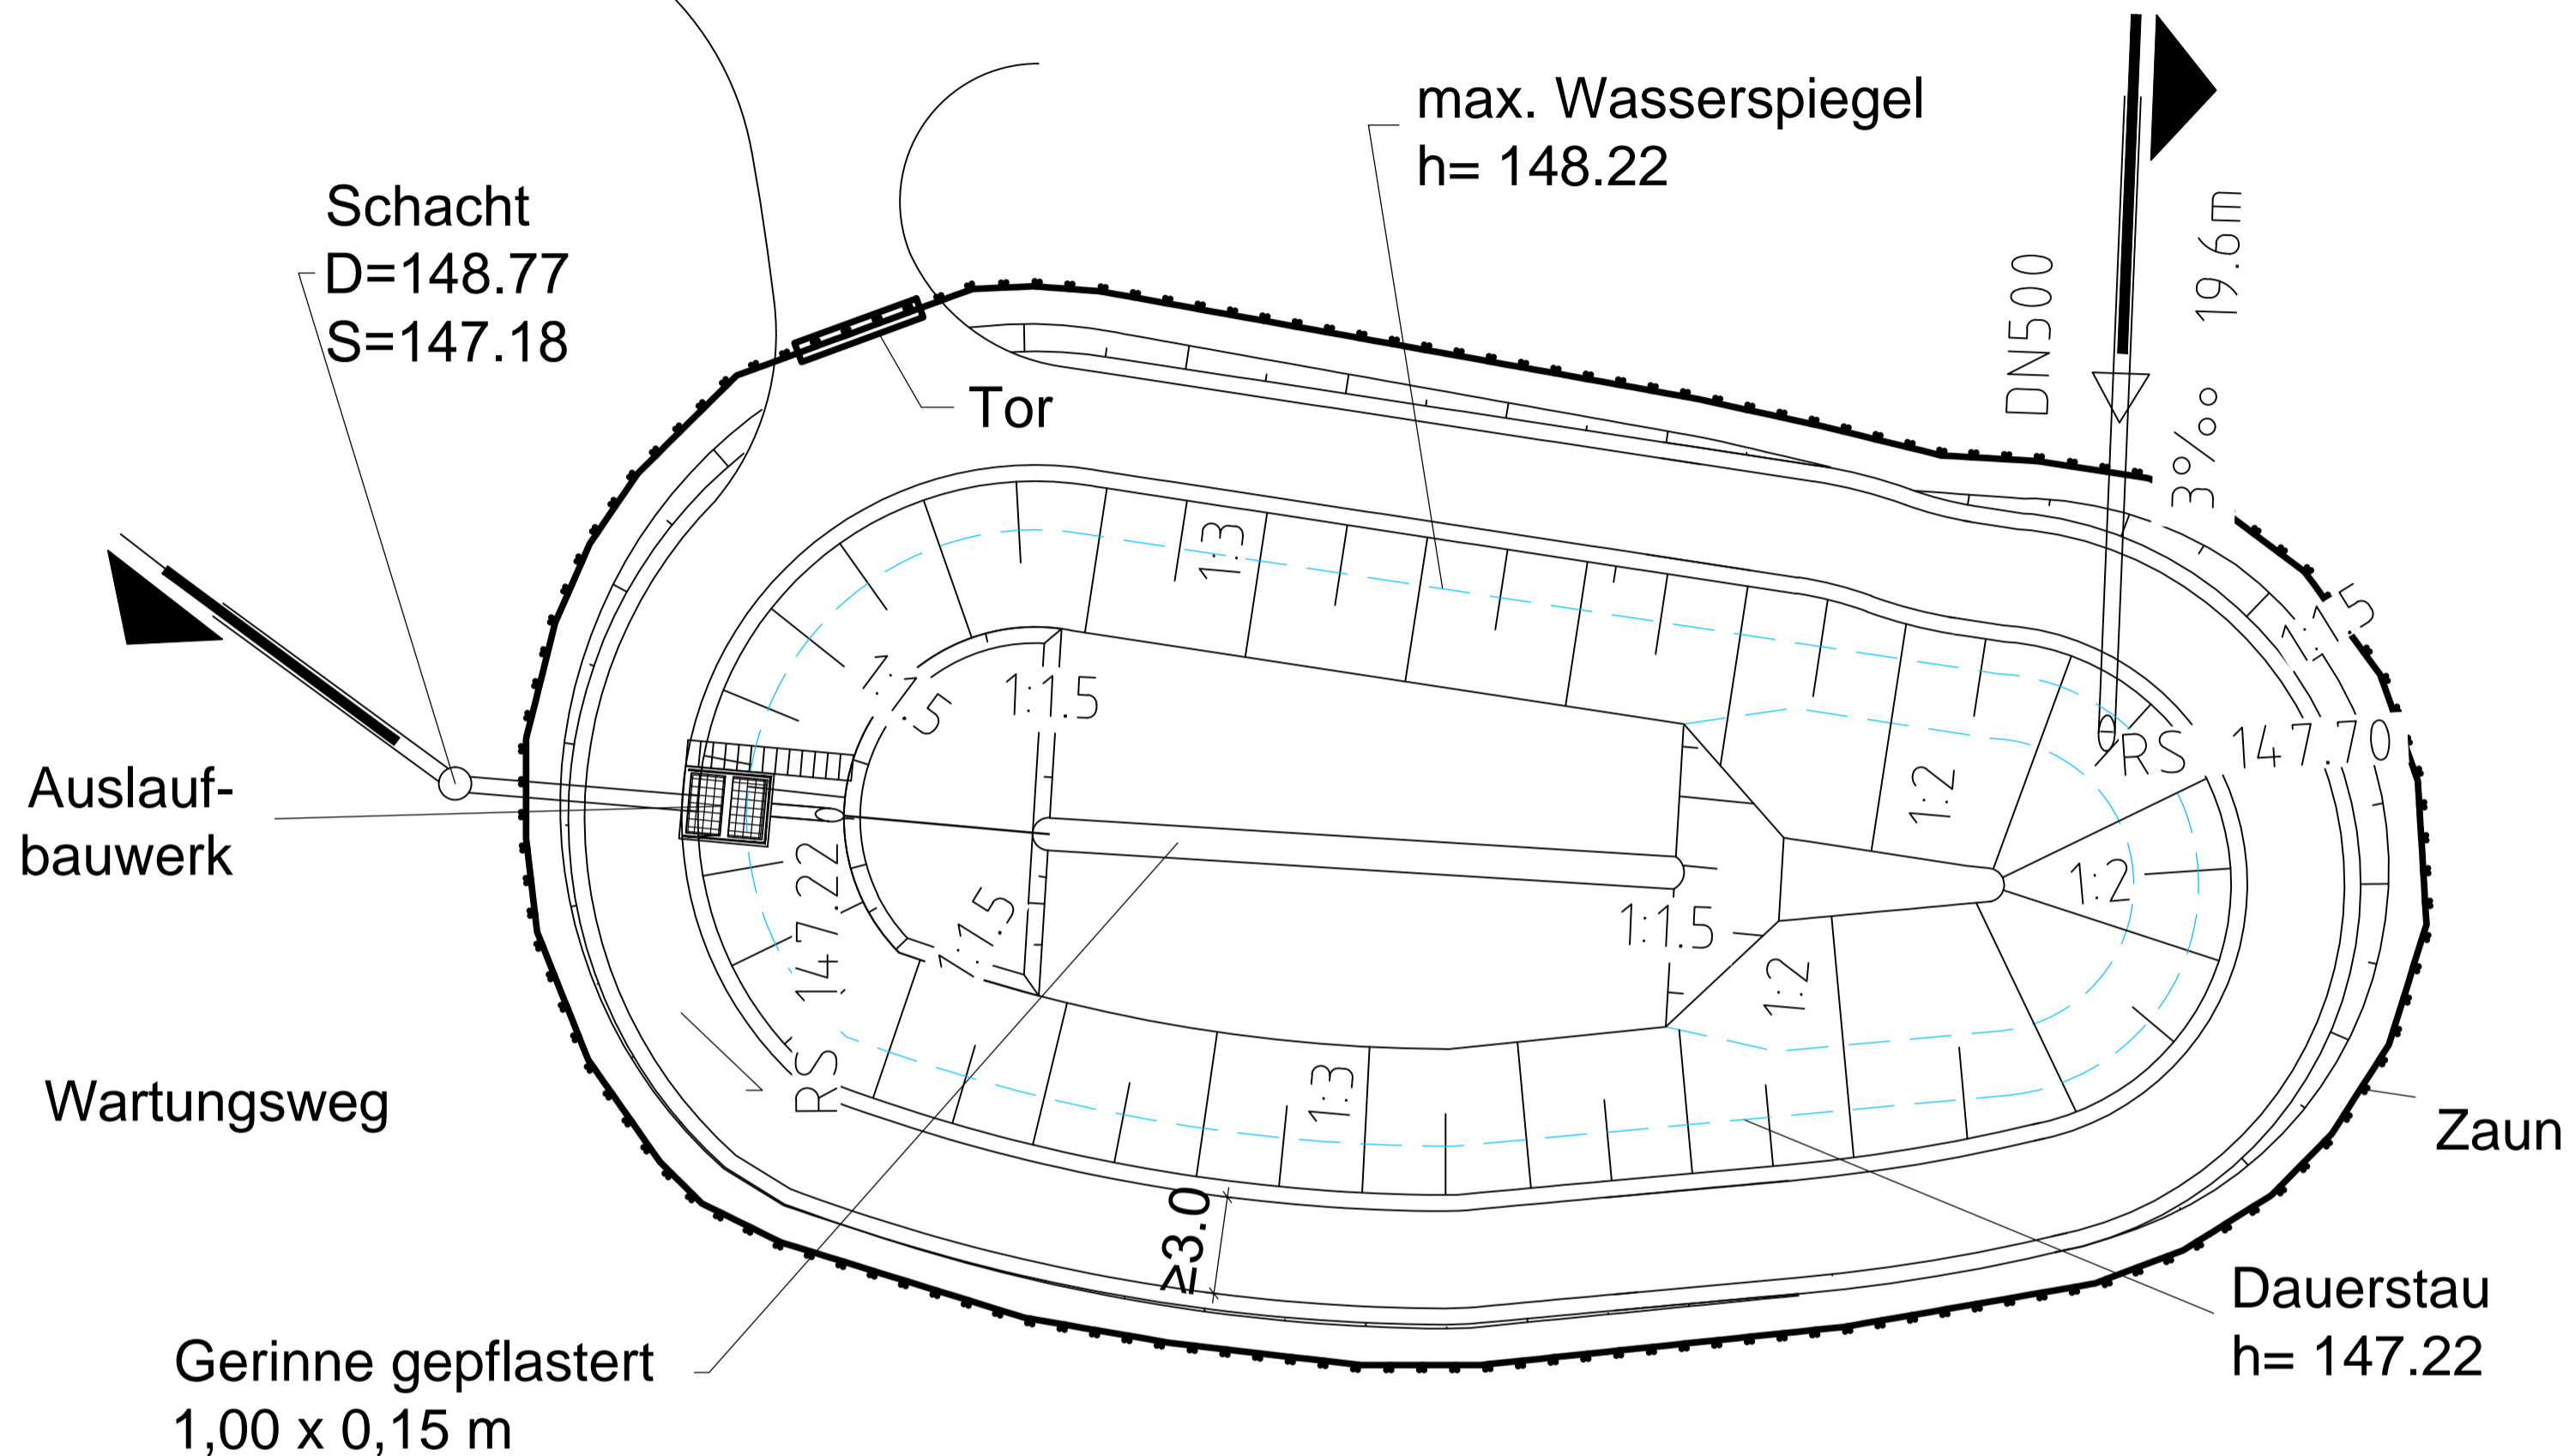 max. Wasserspiegel
h= 148.22
Schacht
D=148.77
S=147.18
DN500
3‰ 19.6m
Tor
1:3
1:1.5
1:1.5
1:1.5
RS 147.70
Auslauf-
bauwerk
1:2
1:2
RS 147.22
1:1.5
1:1.5
1:2
Wartungsweg
1:3
Zaun
≥3.0
Dauerstau
h= 147.22
Gerinne gepflastert
1,00 x 0,15 m